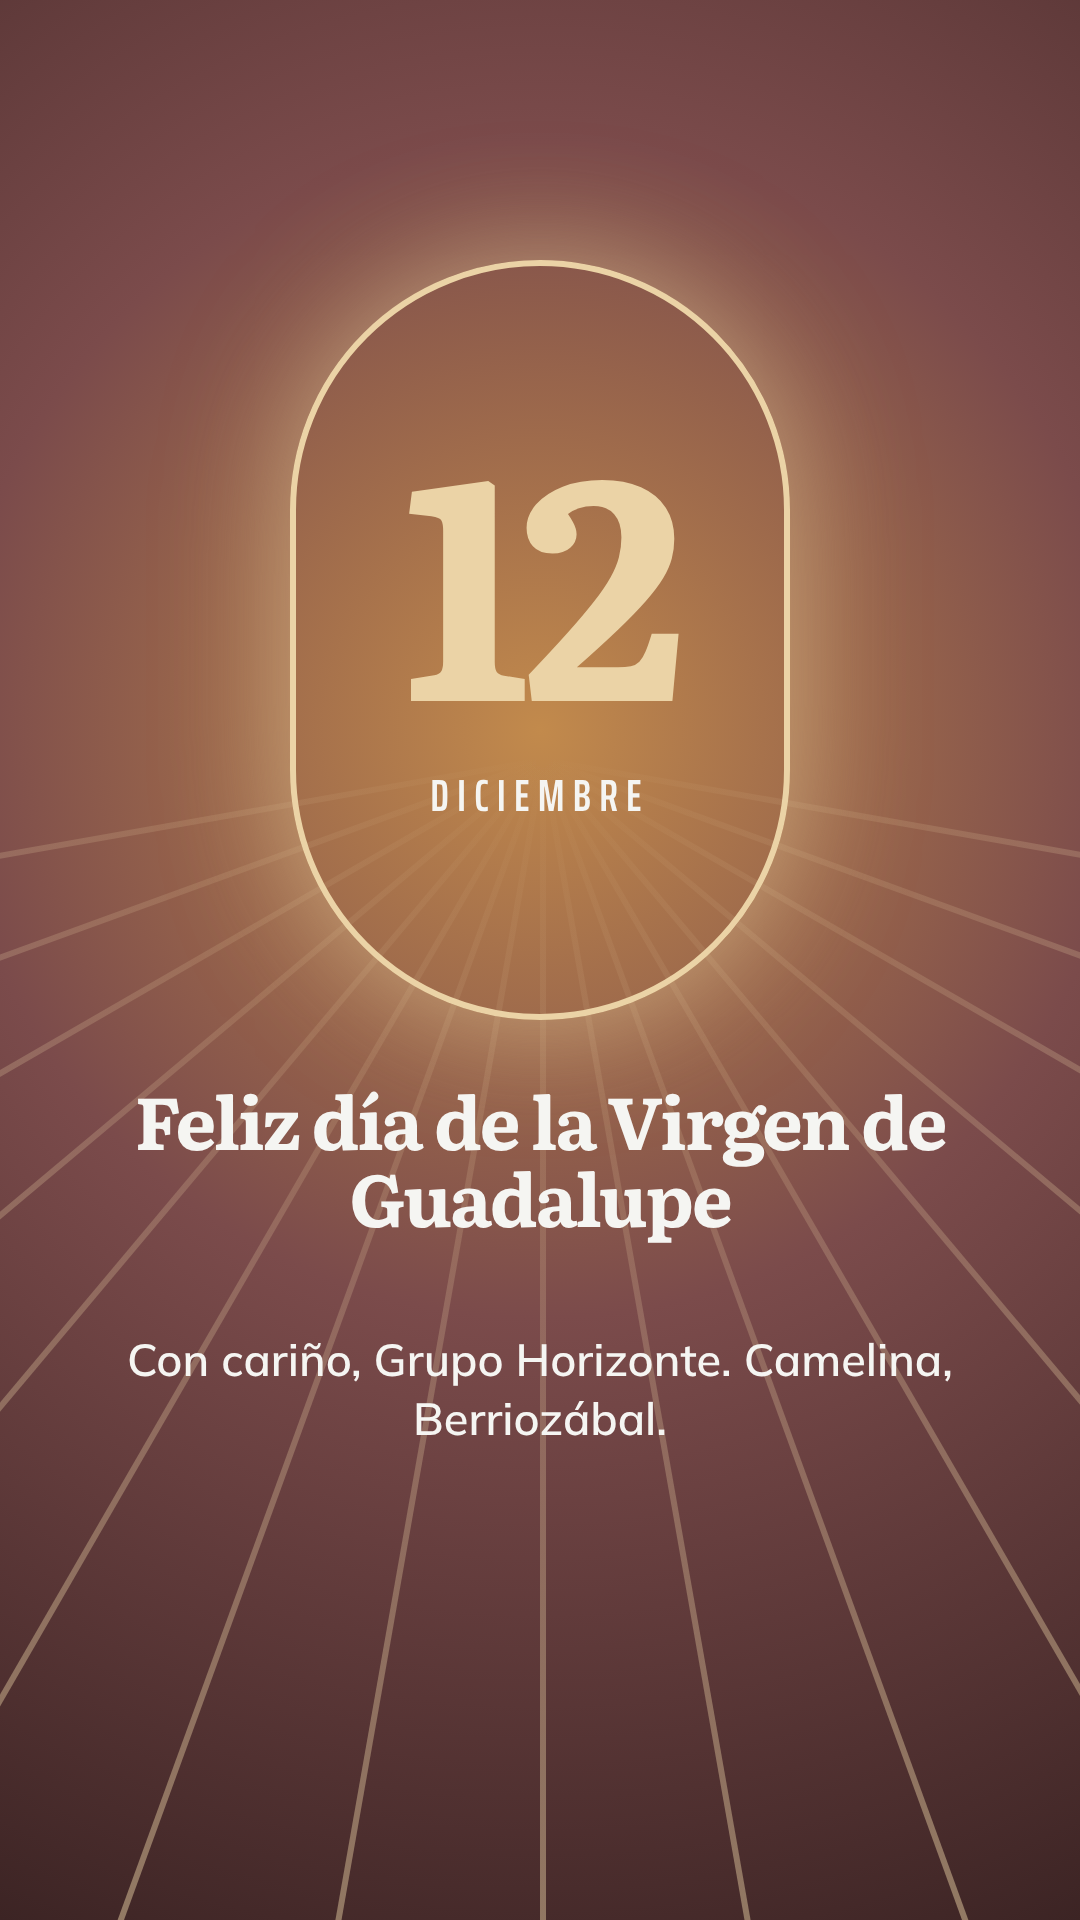 12
DICIEMBRE
Feliz día de la Virgen de
Guadalupe
Con cariño, Grupo Horizonte. Camelina,
Berriozábal.